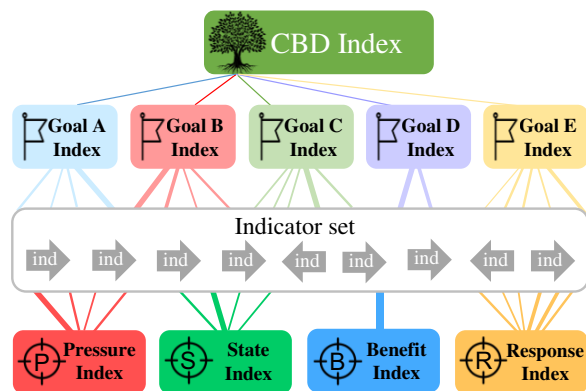 CBD Index
Goal A
Index
Goal B
Index
Goal C
Index
Goal D
Index
Goal E
Index
Indicator set
ind ind ind ind ind ind ind ind ind
P Pressure
Index
S State
Index
B Benefit
Index
R Response
Index